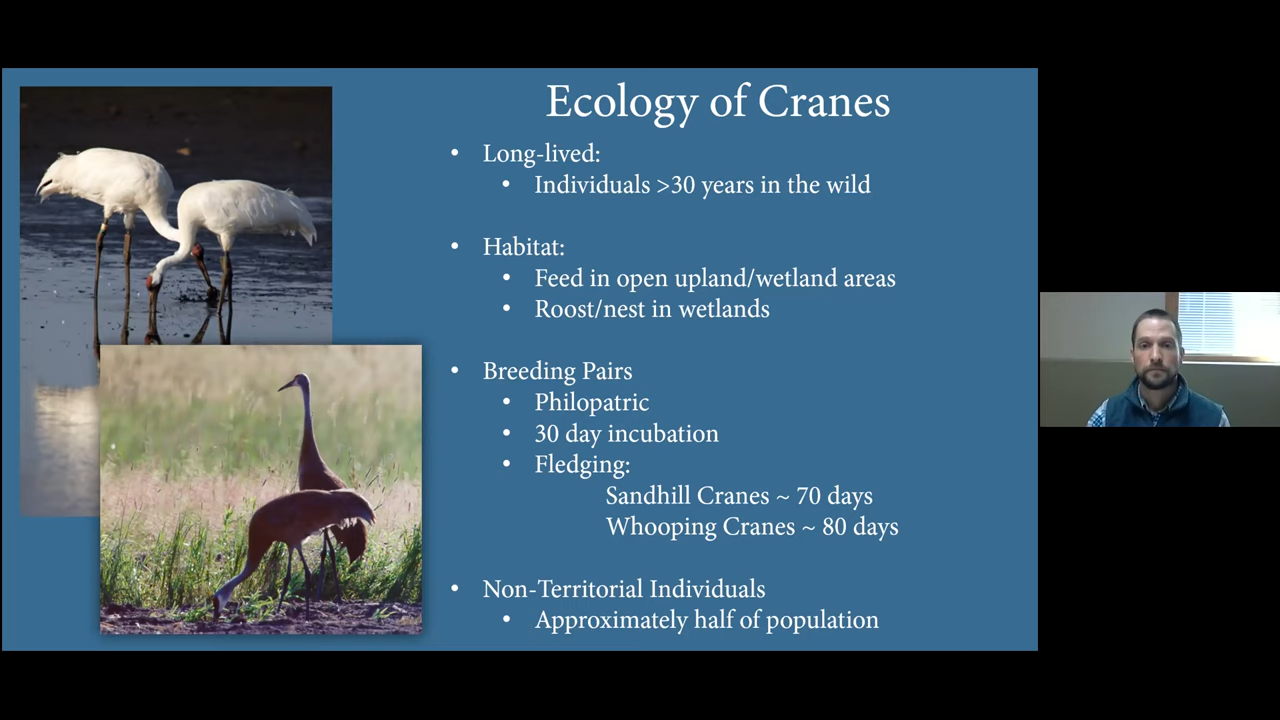 Ecology of Cranes
• Long-lived:
• Individuals >30 years in the wild
• Habitat:
• Feed in open upland/wetland areas
• Roost/nest in wetlands
• Breeding Pairs
• Philopatric
• 30 day incubation
• Fledging:
Sandhill Cranes ~ 70 days
Whooping Cranes ~ 80 days
• Non-Territorial Individuals
• Approximately half of population